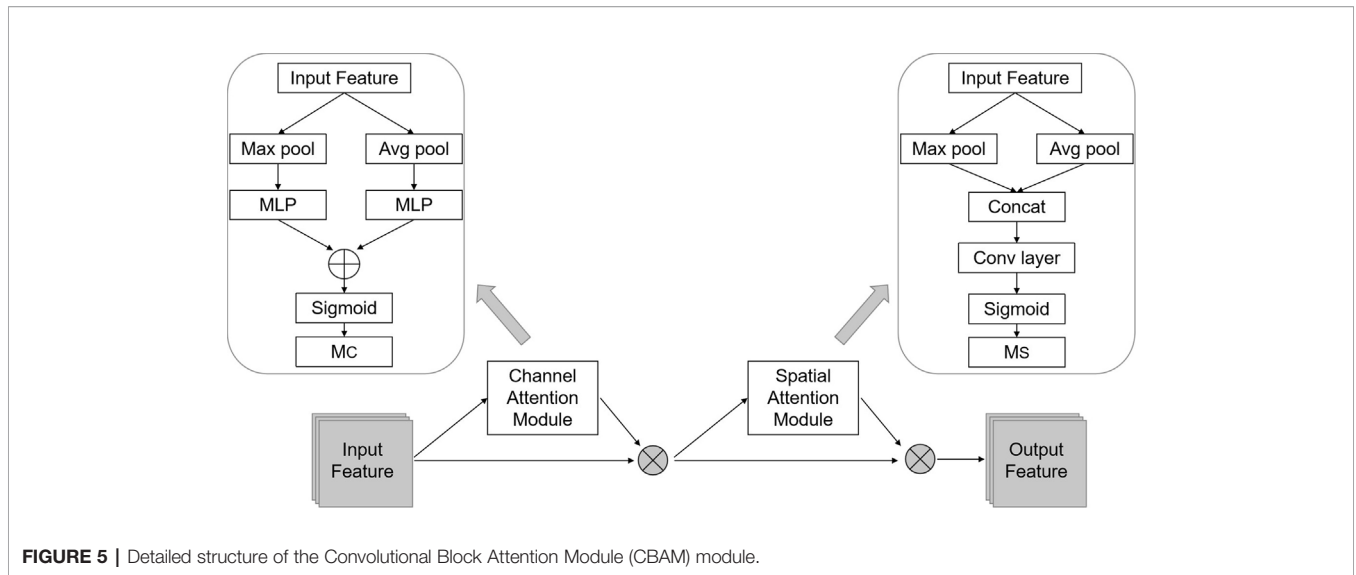 Input Feature
Max pool
Avg pool
MLP
MLP
Sigmoid
MC
Input Feature
Max pool
Avg pool
Concat
Conv layer
Sigmoid
MS
Channel
Attention
Module
Spatial
Attention
Module
Input
Feature
Output
Feature
FIGURE 5 | Detailed structure of the Convolutional Block Attention Module (CBAM) module.